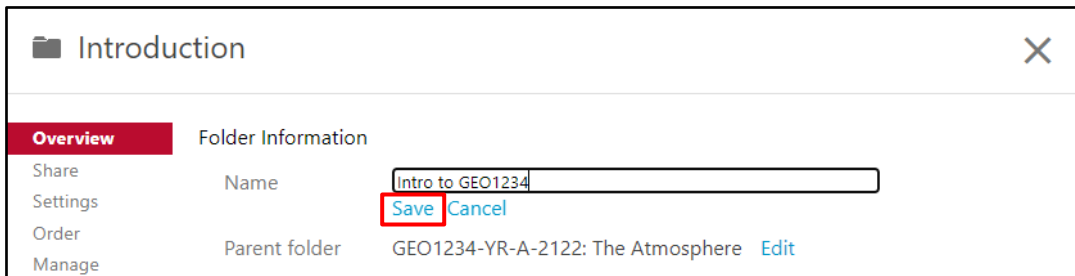 Introduction
Overview
Folder Information
Share
Name
Intro to GEO1234
Settings
Save Cancel
Order
Parent folder GEO1234-YR-A-2122: The Atmosphere Edit
Manage